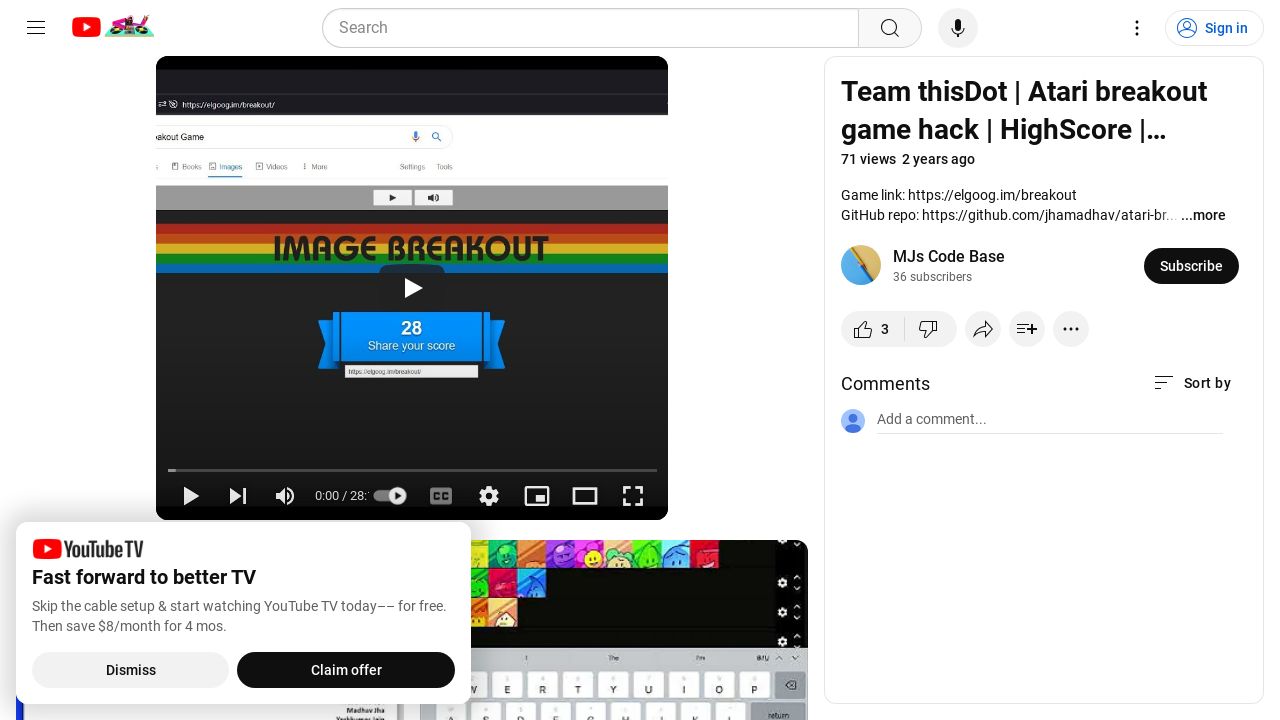 Search
Sign in
https://elgoog.im/breakout/
eakout Game
Books
Images
Videos
More
Settings
Tools
IMAGE BREAKOUT
28
Share your score
https://elgoog.im/breakout/
0:00 / 28:
CC
Team thisDot | Atari breakout
game hack | HighScore |...
71 views 2 years ago
Game link: https://elgoog.im/breakout
GitHub repo: https://github.com/jhamadhav/atari-br... ...more
MJs Code Base
36 subscribers
Subscribe
3
Comments
Sort by
Add a comment...
YouTube TV
Fast forward to better TV
Skip the cable setup & start watching YouTube TV today–– for free.
Then save $8/month for 4 mos.
Dismiss
Claim offer
I The I'm
W E R T Y U I O P
S D F G H J K L
return
Madhav Jha